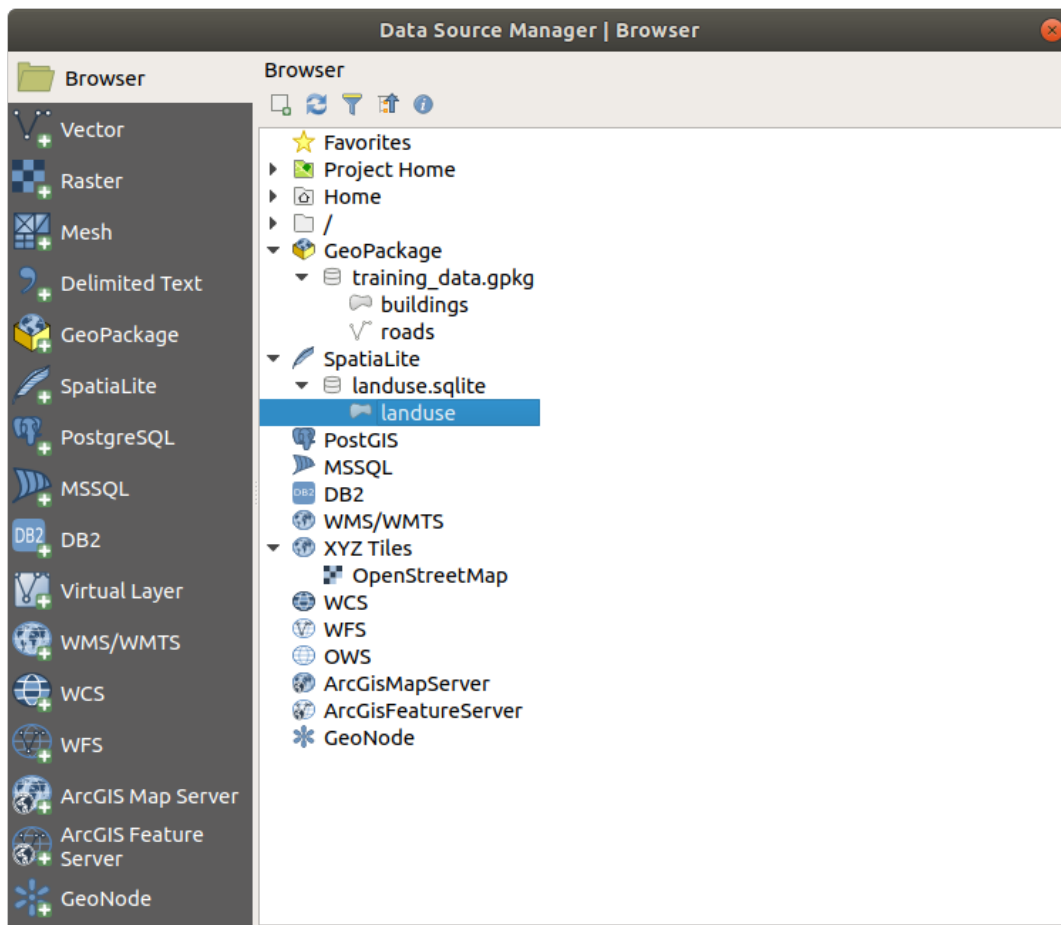 Data Source Manager | Browser
Browser
Vector
Raster
Mesh
Delimited Text
GeoPackage
SpatiaLite
PostgreSQL
MSSQL
DB2
DB2
Virtual Layer
WMS/WMTS
WCS
WFS
ArcGIS Map Server
ArcGIS Feature
Server
GeoNode
Browser
Favorites
Project Home
Home
/
GeoPackage
training_data.gpkg
buildings
roads
SpatiaLite
landuse.sqlite
landuse
PostGIS
MSSQL
DB2
DB2
WMS/WMTS
XYZ Tiles
OpenStreetMap
WCS
WFS
OWS
ArcGisMapServer
ArcGisFeatureServer
GeoNode